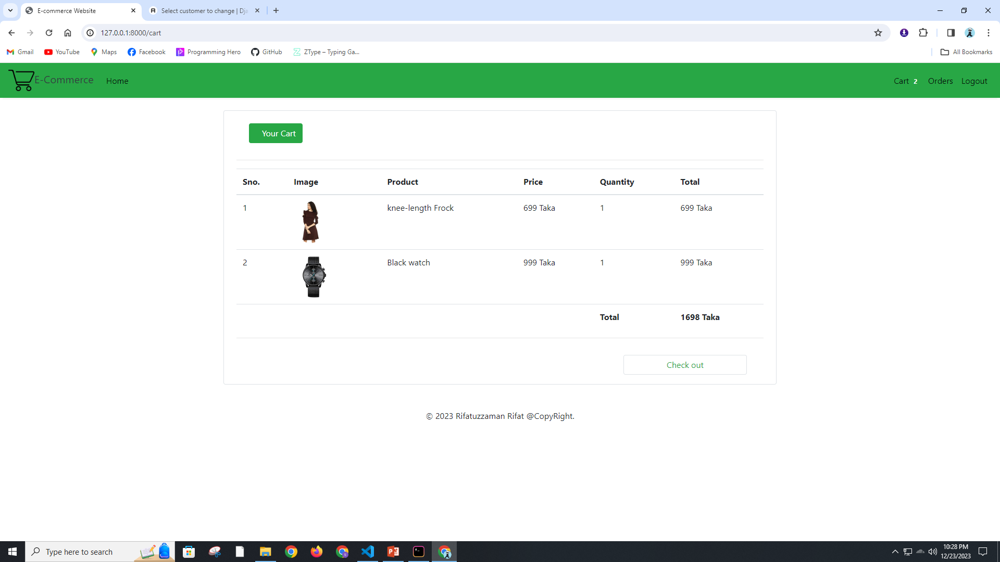 E-commerce Website
Select customer to change | Dja
127.0.0.1:8000/cart
Gmail YouTube Maps Facebook Programming Hero GitHub ZType – Typing Ga... All Bookmarks
E-Commerce Home Cart 2 Orders Logout
Your Cart
Sno. Image Product Price Quantity Total
1 knee-length Frock 699 Taka 1 699 Taka
2 Black watch 999 Taka 1 999 Taka
Total 1698 Taka
Check out
© 2023 Rifatuzzaman Rifat @CopyRight.
Type here to search
10:28 PM
12/23/2023